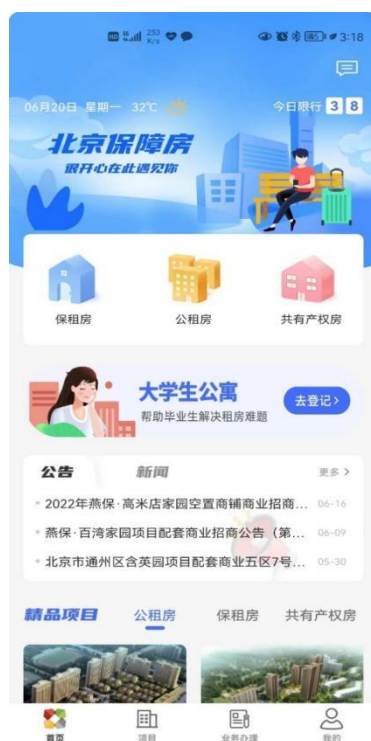 HD 253 K/s 3:18
06月20日 星期一 32℃
今日限行 3 8
北京保障房
很开心在此遇见你
保租房 公租房 共有产权房
大学生公寓
帮助毕业生解决租房难题
去登记>
公告 新闻 更多 >
2022年燕保·高米店家园空置商铺商业招商... 06-16
燕保·百湾家园项目配套商业招商公告（第... 06-09
北京市通州区含英园项目配套商业五区7号... 05-30
精品项目 公租房 保租房 共有产权房
首页 项目 业务办理 我的